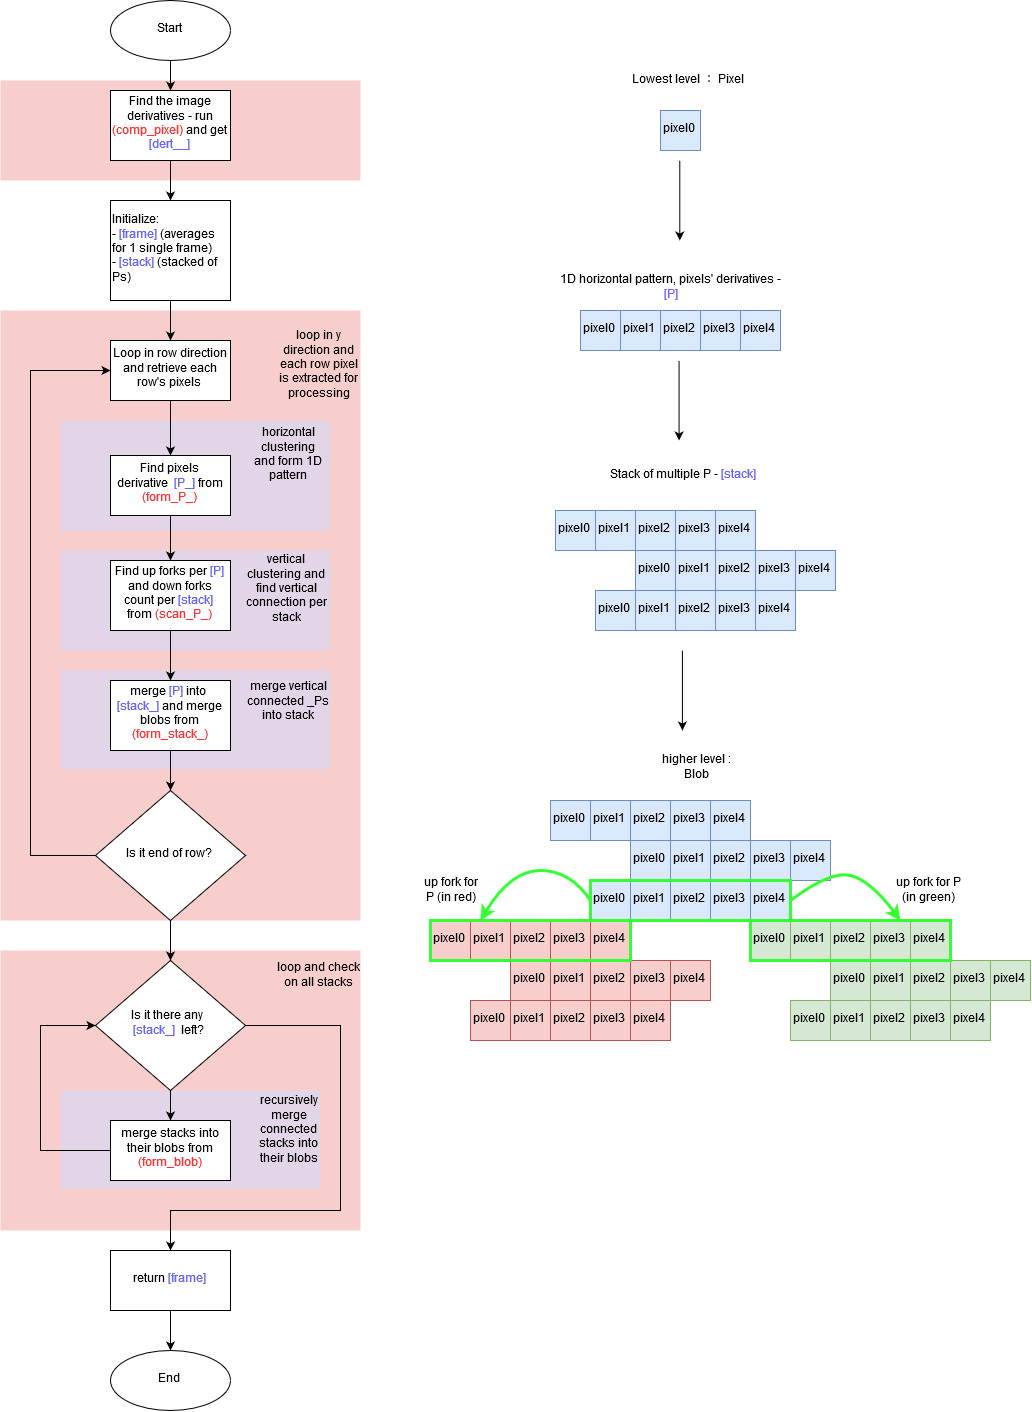 Start
Find the image
derivatives - run
(comp_pixel) and get
[dert__]
Initialize:
- [frame] (averages
for 1 single frame)
- [stack] (stacked of
Ps)
loop in y
direction and
each row pixel
is extracted for
processing
Loop in row direction
and retrieve each
row's pixels
horizontal
clustering
and form 1D
pattern
Find pixels
derivative [P_] from
(form_P_)
vertical
clustering and
find vertical
connection per
stack
Find up forks per [P]
and down forks
count per [stack]
from (scan_P_)
merge vertical
connected _Ps
into stack
merge [P] into
[stack_] and merge
blobs from
(form_stack_)
Is it end of row?
loop and check
on all stacks
Is it there any
[stack_] left?
recursively
merge
connected
stacks into
their blobs
merge stacks into
their blobs from
(form_blob)
return [frame]
End
Lowest level : Pixel
pixel0
1D horizontal pattern, pixels' derivatives -
[P]
pixel0 pixel1 pixel2 pixel3 pixel4
Stack of multiple P - [stack]
pixel0 pixel1 pixel2 pixel3 pixel4
pixel0 pixel1 pixel2 pixel3 pixel4
pixel0 pixel1 pixel2 pixel3 pixel4
higher level :
Blob
pixel0 pixel1 pixel2 pixel3 pixel4
pixel0 pixel1 pixel2 pixel3 pixel4
up fork for
P (in red)
pixel0 pixel1 pixel2 pixel3 pixel4
up fork for P
(in green)
pixel0 pixel1 pixel2 pixel3 pixel4
pixel0 pixel1 pixel2 pixel3 pixel4
pixel0 pixel1 pixel2 pixel3 pixel4
pixel0 pixel1 pixel2 pixel3 pixel4
pixel0 pixel1 pixel2 pixel3 pixel4
pixel0 pixel1 pixel2 pixel3 pixel4